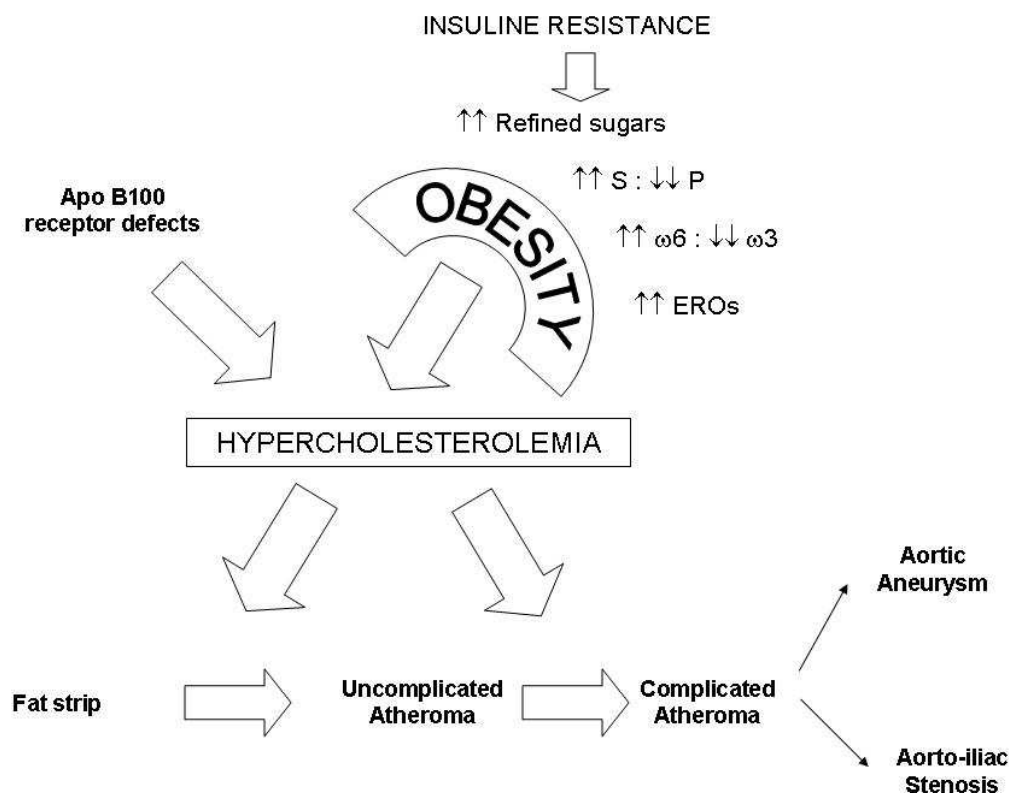 INSULINE RESISTANCE
↑↑ Refined sugars
↑↑ S : ↓↓ P
↑↑ ω6 : ↓↓ ω3
↑↑ EROs
Apo B100
receptor defects
OBESITY
HYPERCHOLESTEROLEMIA
Fat strip
Uncomplicated
Atheroma
Complicated
Atheroma
Aortic
Aneurysm
Aorto-iliac
Stenosis